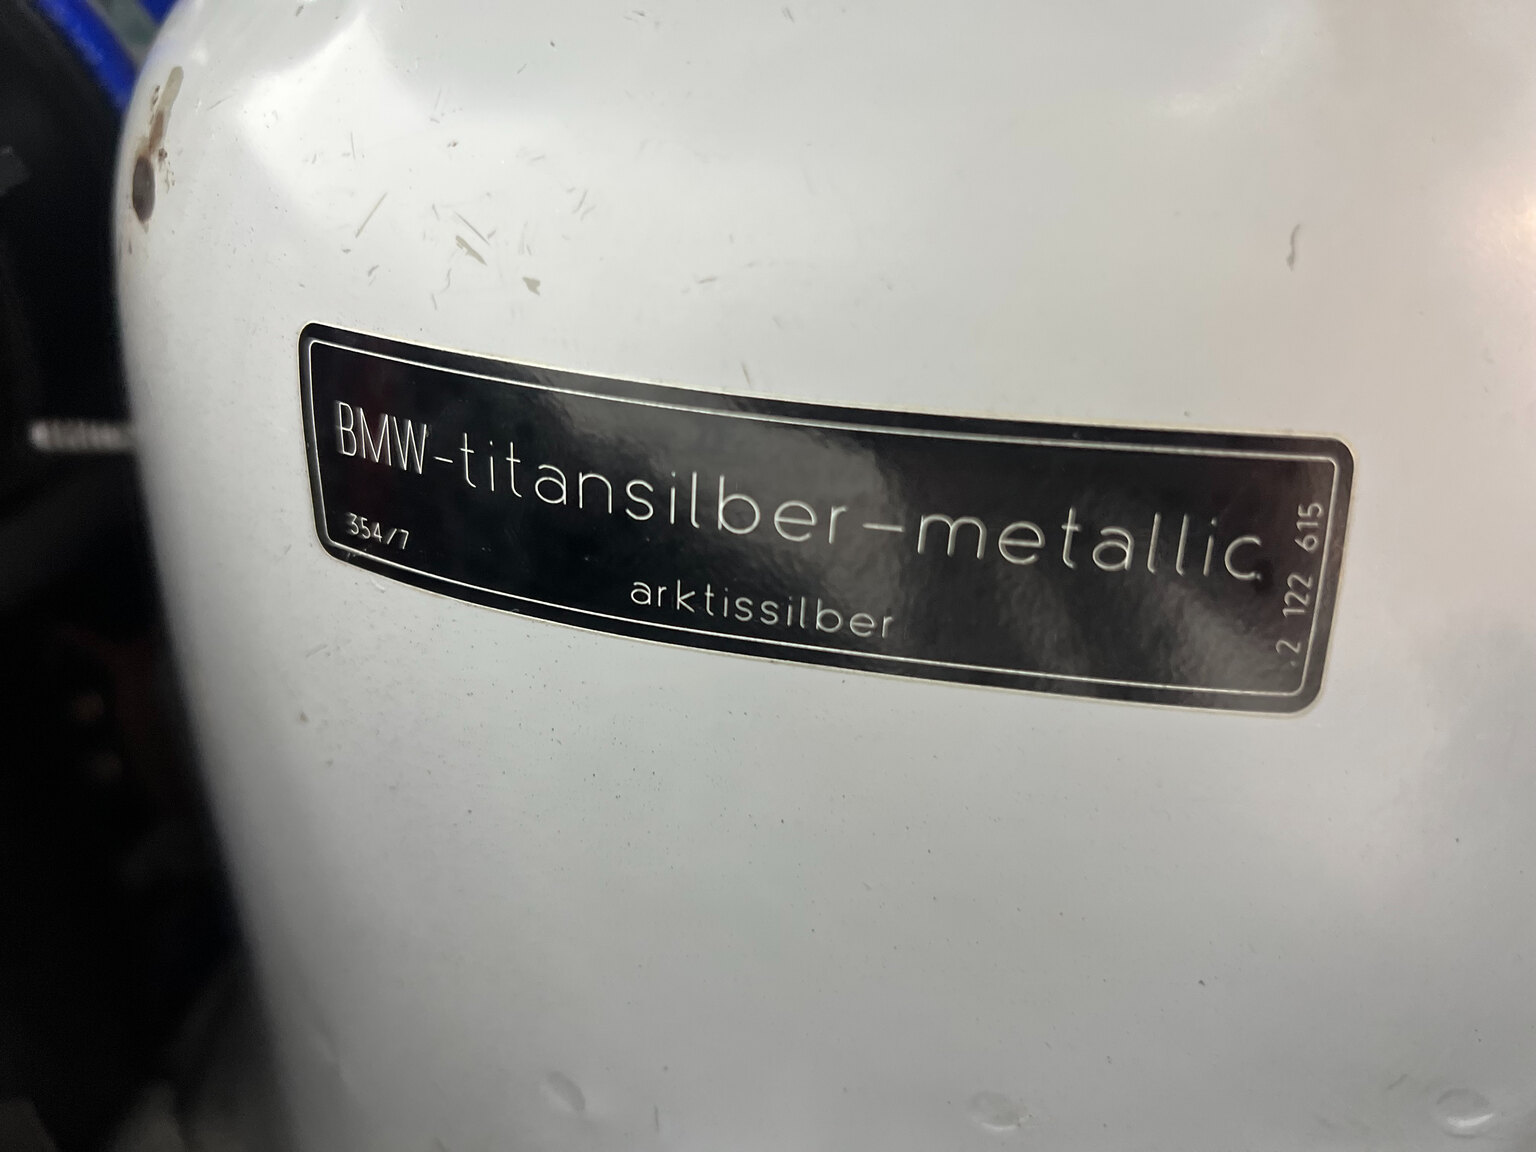 BMW-titansilber-metallic
354/7
arktissilber
.2 122 615